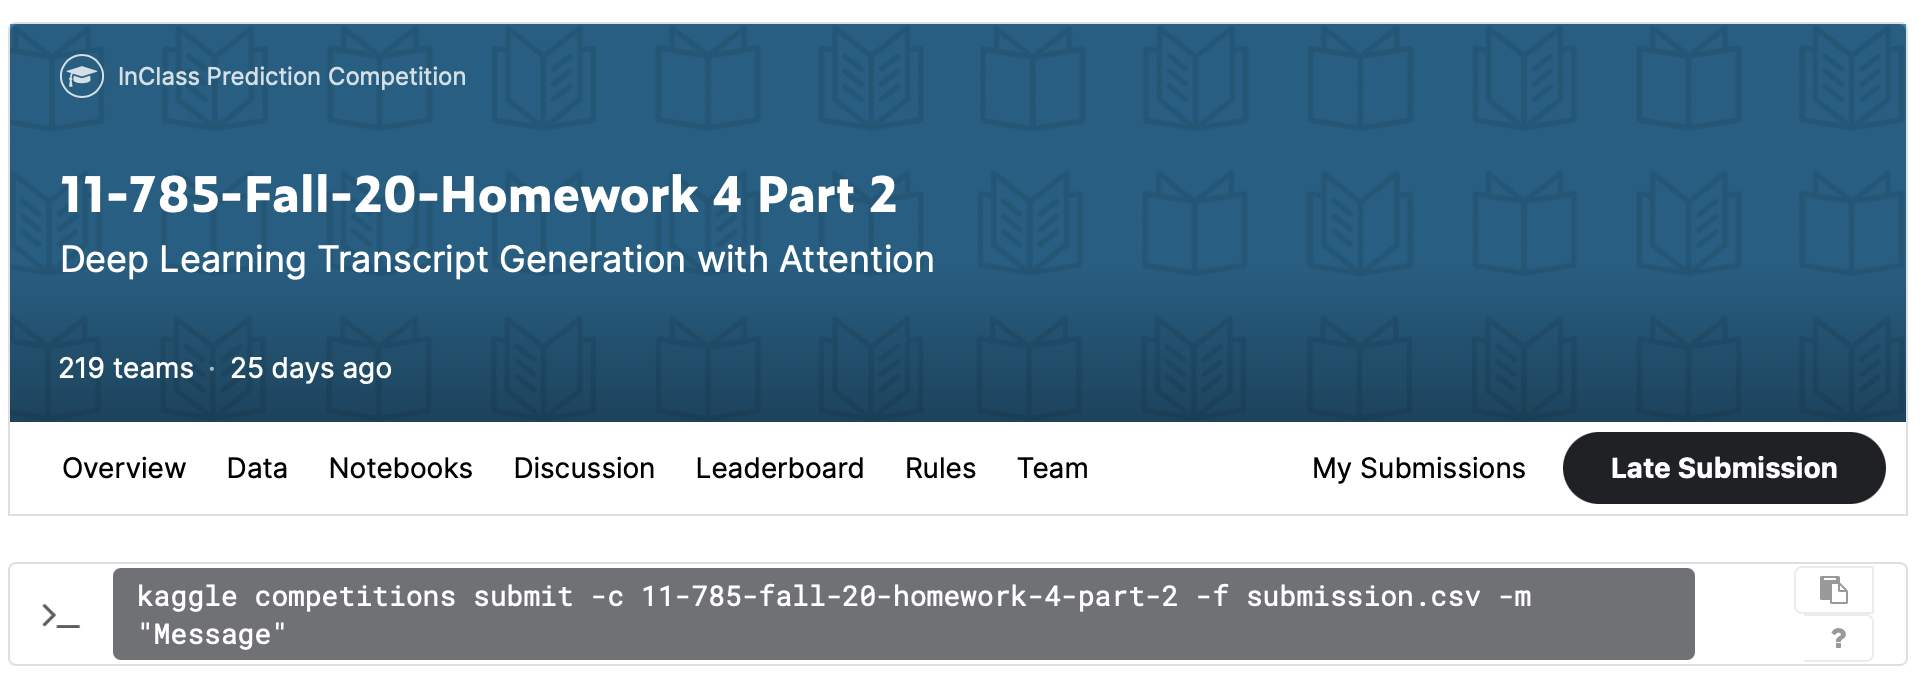 InClass Prediction Competition
11-785-Fall-20-Homework 4 Part 2
Deep Learning Transcript Generation with Attention
219 teams · 25 days ago
Overview Data Notebooks Discussion Leaderboard Rules Team My Submissions Late Submission
>_ kaggle competitions submit -c 11-785-fall-20-homework-4-part-2 -f submission.csv -m
"Message"
?